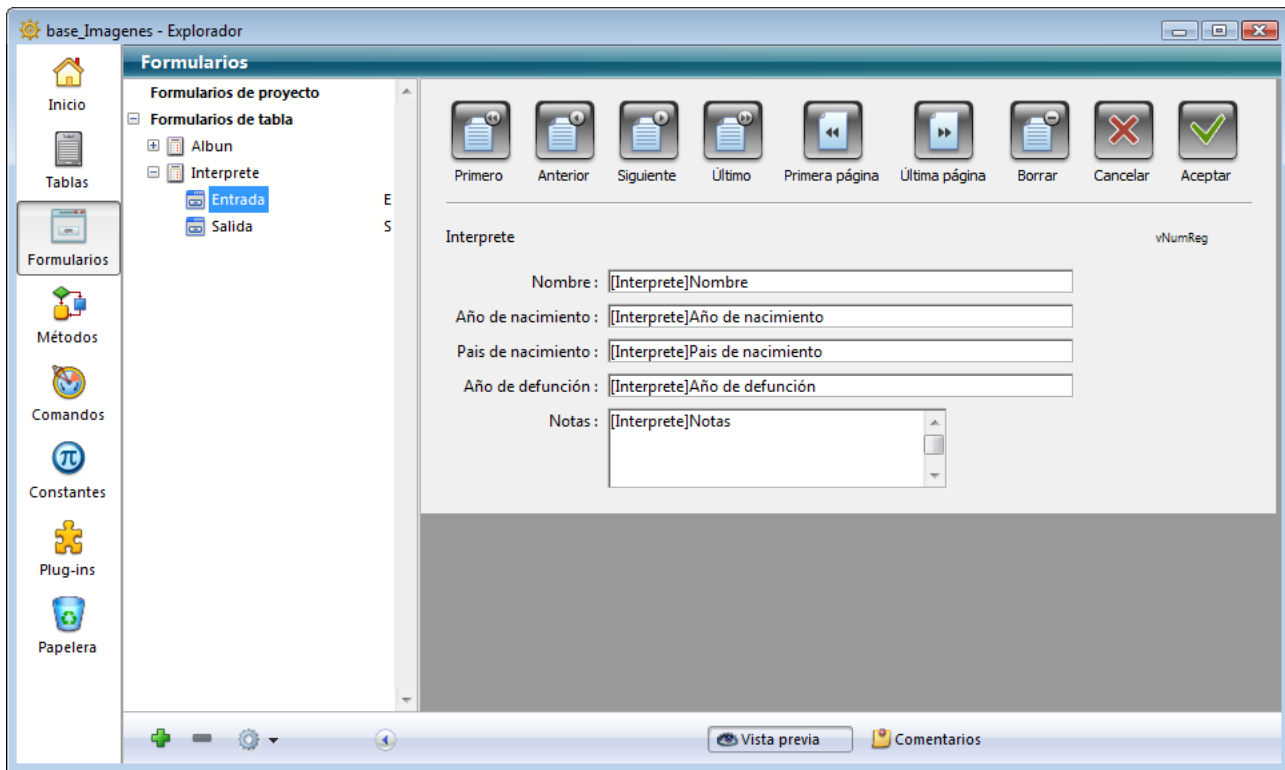 base_Imagenes - Explorador
Inicio
Tablas
Formularios
Métodos
Comandos
Constantes
Plug-ins
Papelera
Formularios
Formularios de proyecto
Formularios de tabla
Albun
Interprete
Entrada E
Salida S
Primero Anterior Siguiente Último Primera página Última página Borrar Cancelar Aceptar
Interprete vNumReg
Nombre : [Interprete]Nombre
Año de nacimiento : [Interprete]Año de nacimiento
Pais de nacimiento : [Interprete]Pais de nacimiento
Año de defunción : [Interprete]Año de defunción
Notas : [Interprete]Notas
Vista previa Comentarios